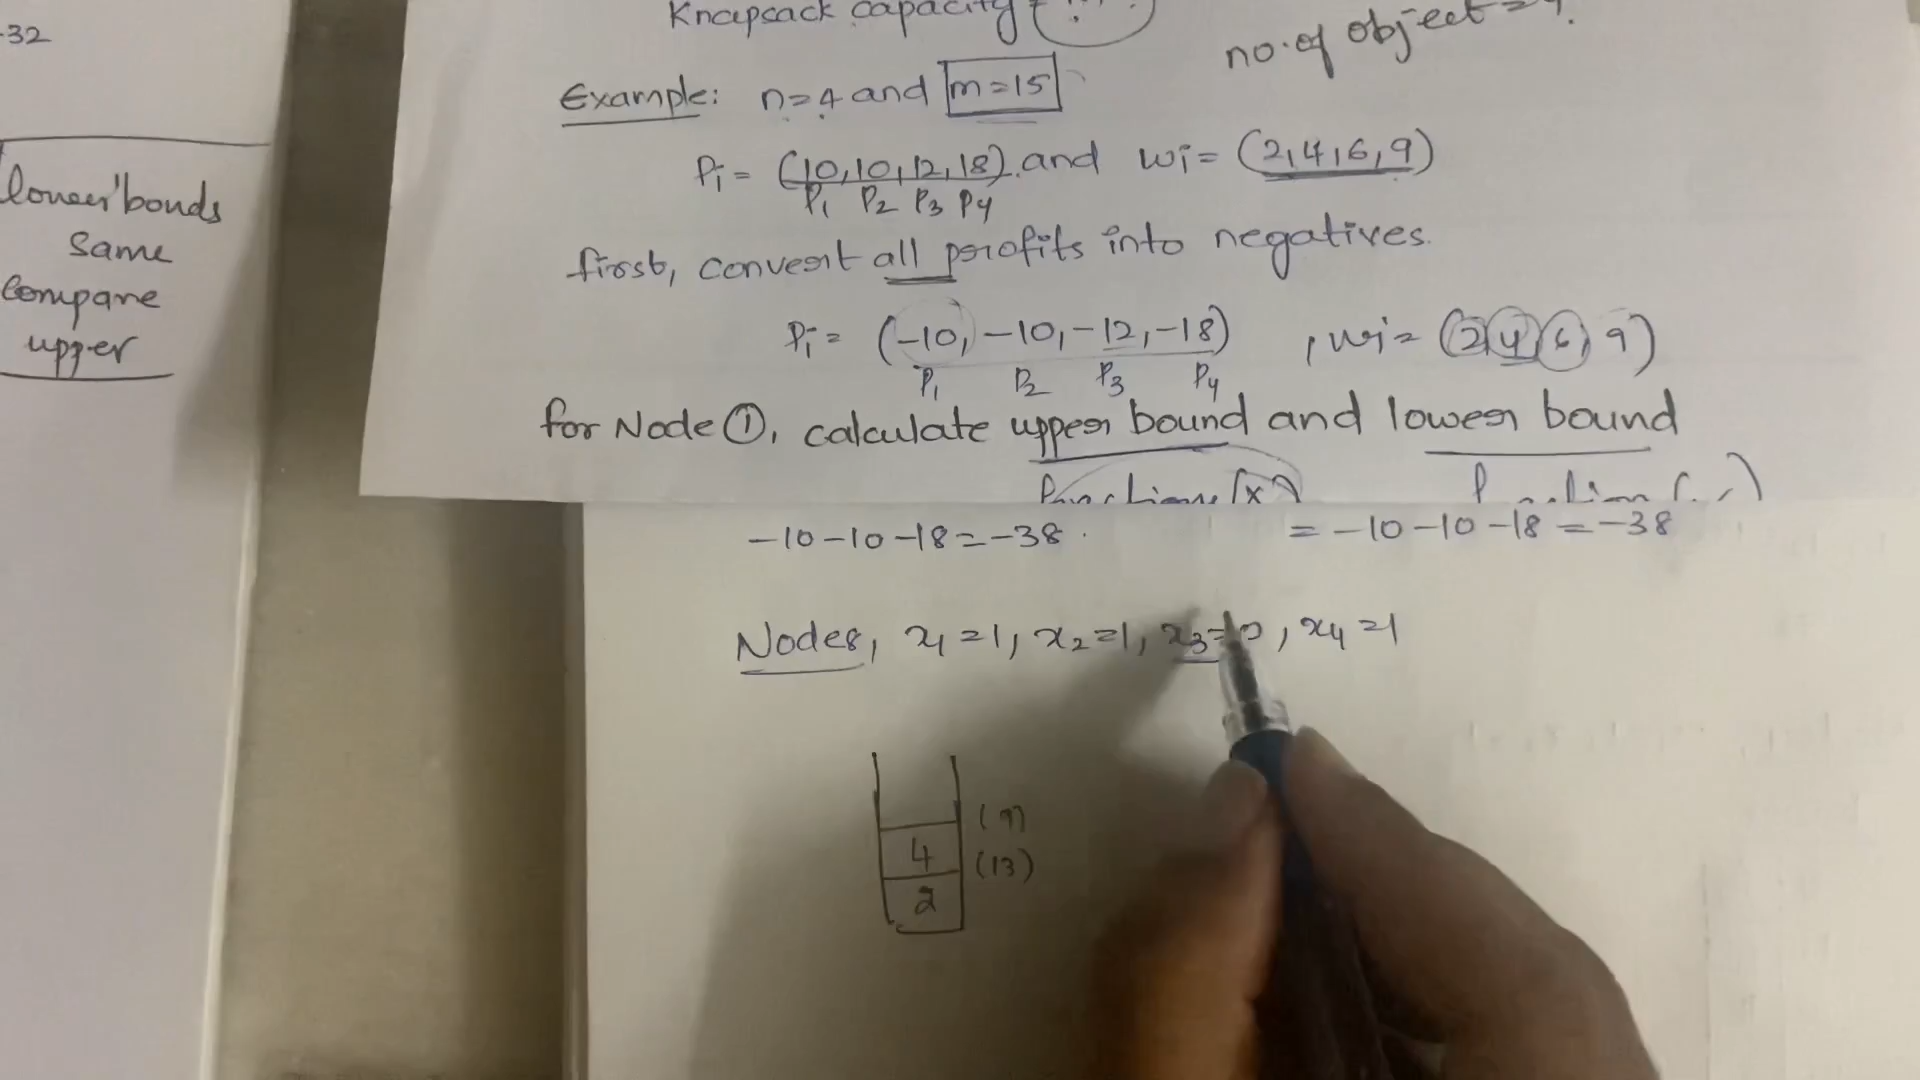 -32
lower bonds
same
compare
upper
Knapsack capacity =
no. of object =
Example: n=4 and m=15
Pi = (10,10,12,18) and wi= (2,4,6,9)
P1 P2 P3 P4
first, convert all profits into negatives.
Pi= (-10, -10, -12, -18) , wi= (2,4,6,9)
P1 P2 P3 P4
for Node ①, calculate upper bound and lower bound
-10-10-18=-38.
= -10-10-18 = -38
Node8, x1=1, x2=1, x3=0, x4=1
(9)
4 (13)
2